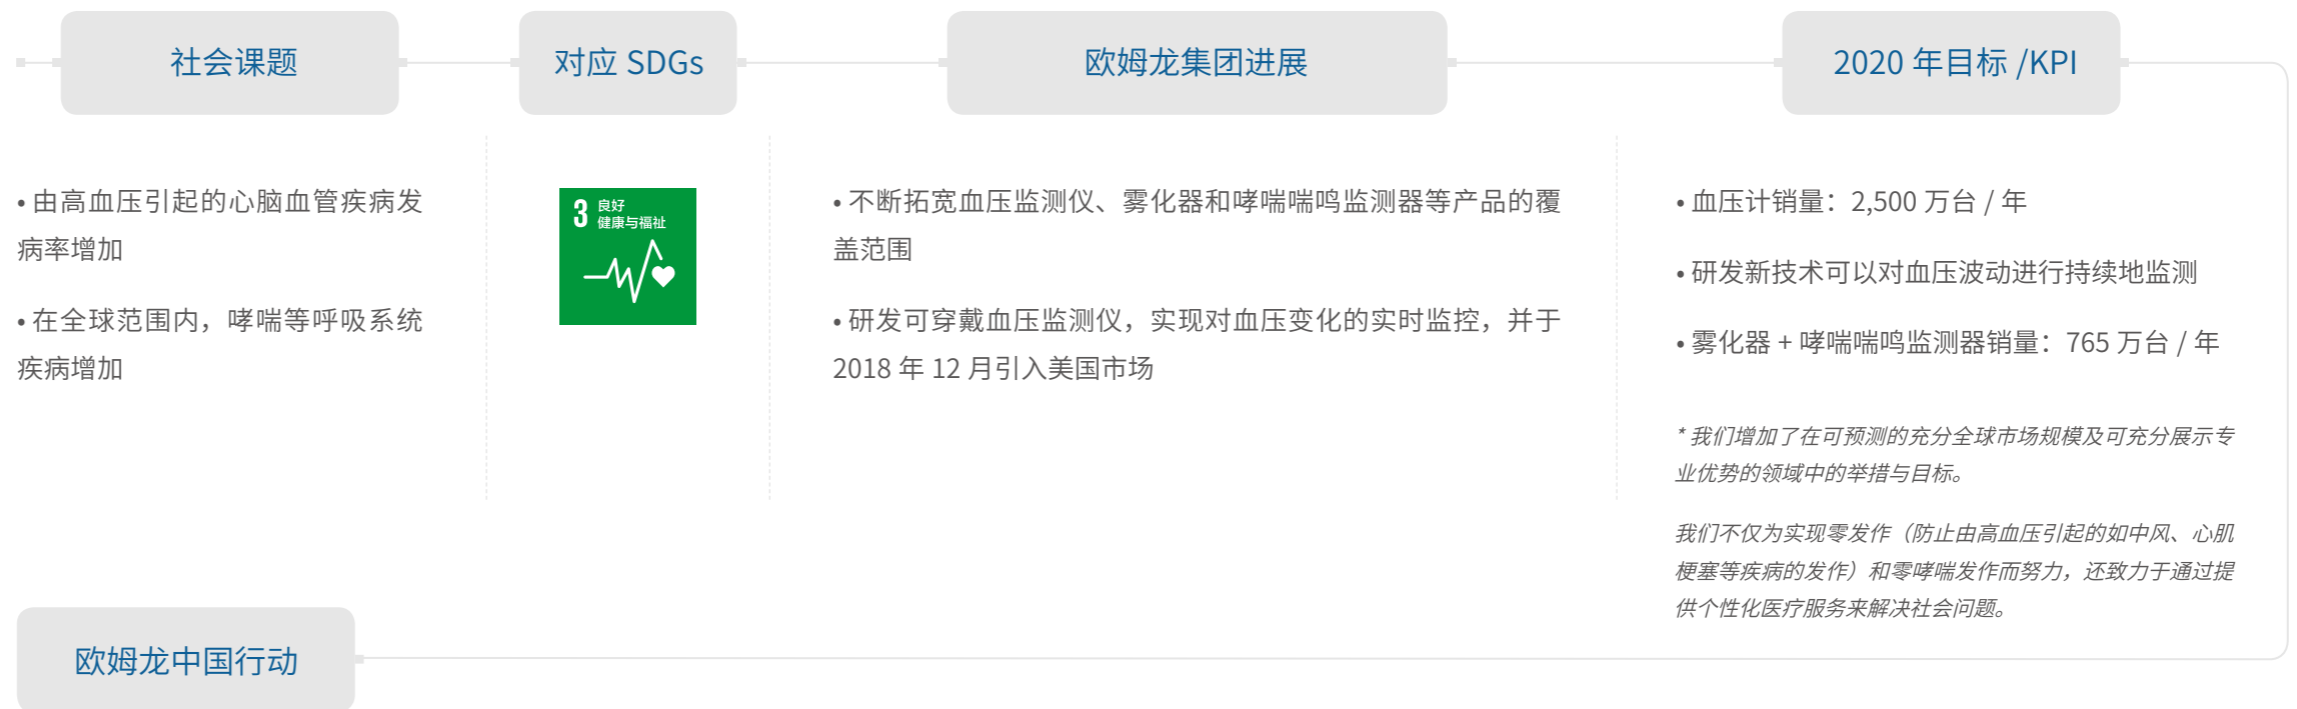 社会课题
对应 SDGs
欧姆龙集团进展
2020 年目标 /KPI
• 由高血压引起的心脑血管疾病发
病率增加
• 在全球范围内，哮喘等呼吸系统
疾病增加
3 良好
健康与福祉
• 不断拓宽血压监测仪、雾化器和哮喘喘鸣监测器等产品的覆
盖范围
• 研发可穿戴血压监测仪，实现对血压变化的实时监控，并于
2018 年 12 月引入美国市场
• 血压计销量：2,500 万台 / 年
• 研发新技术可以对血压波动进行持续地监测
• 雾化器 + 哮喘喘鸣监测器销量：765 万台 / 年
* 我们增加了在可预测的充分全球市场规模及可充分展示专
业优势的领域中的举措与目标。
我们不仅为实现零发作（防止由高血压引起的如中风、心肌
梗塞等疾病的发作）和零哮喘发作而努力，还致力于通过提
供个性化医疗服务来解决社会问题。
欧姆龙中国行动